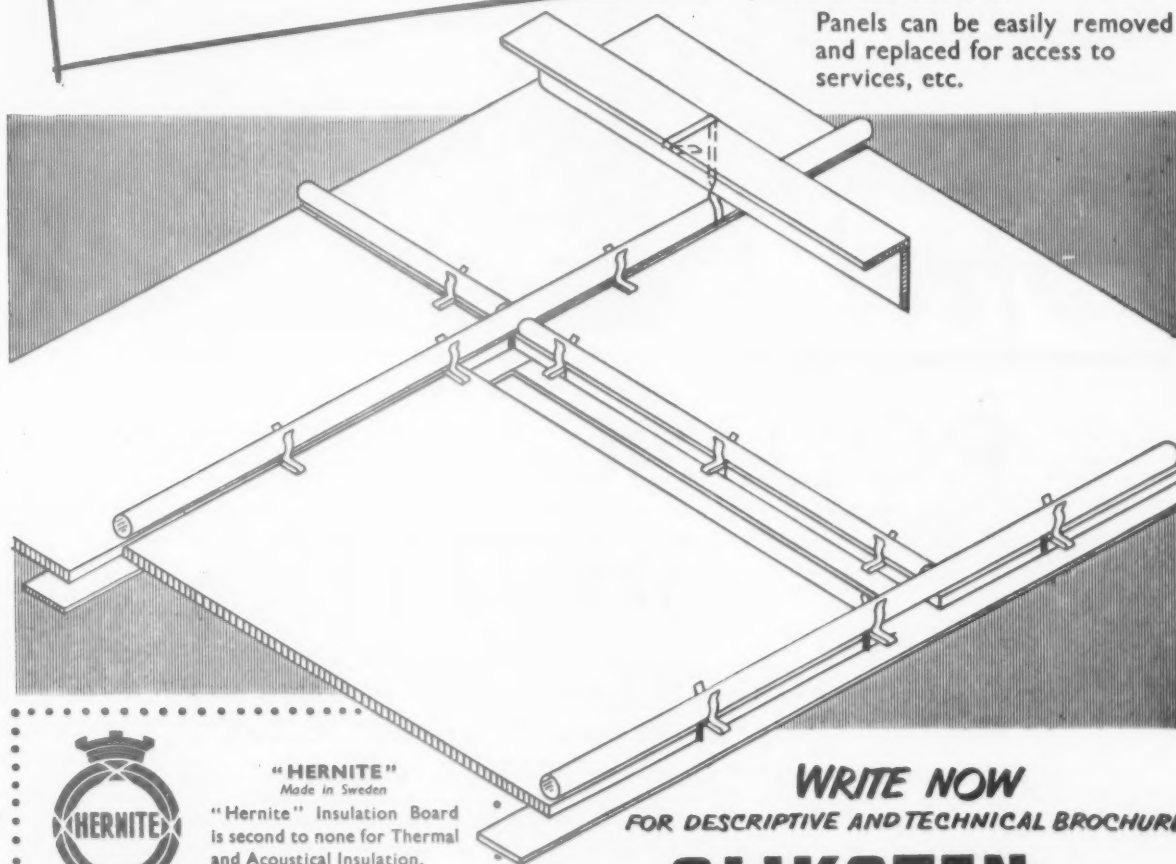 Panels can be easily removed
and replaced for access to
services, etc.
HERNITE
"HERNITE"
Made in Sweden
"Hernite" Insulation Board
is second to none for Thermal
and Acoustical Insulation.
WRITE NOW
FOR DESCRIPTIVE AND TECHNICAL BROCHURE